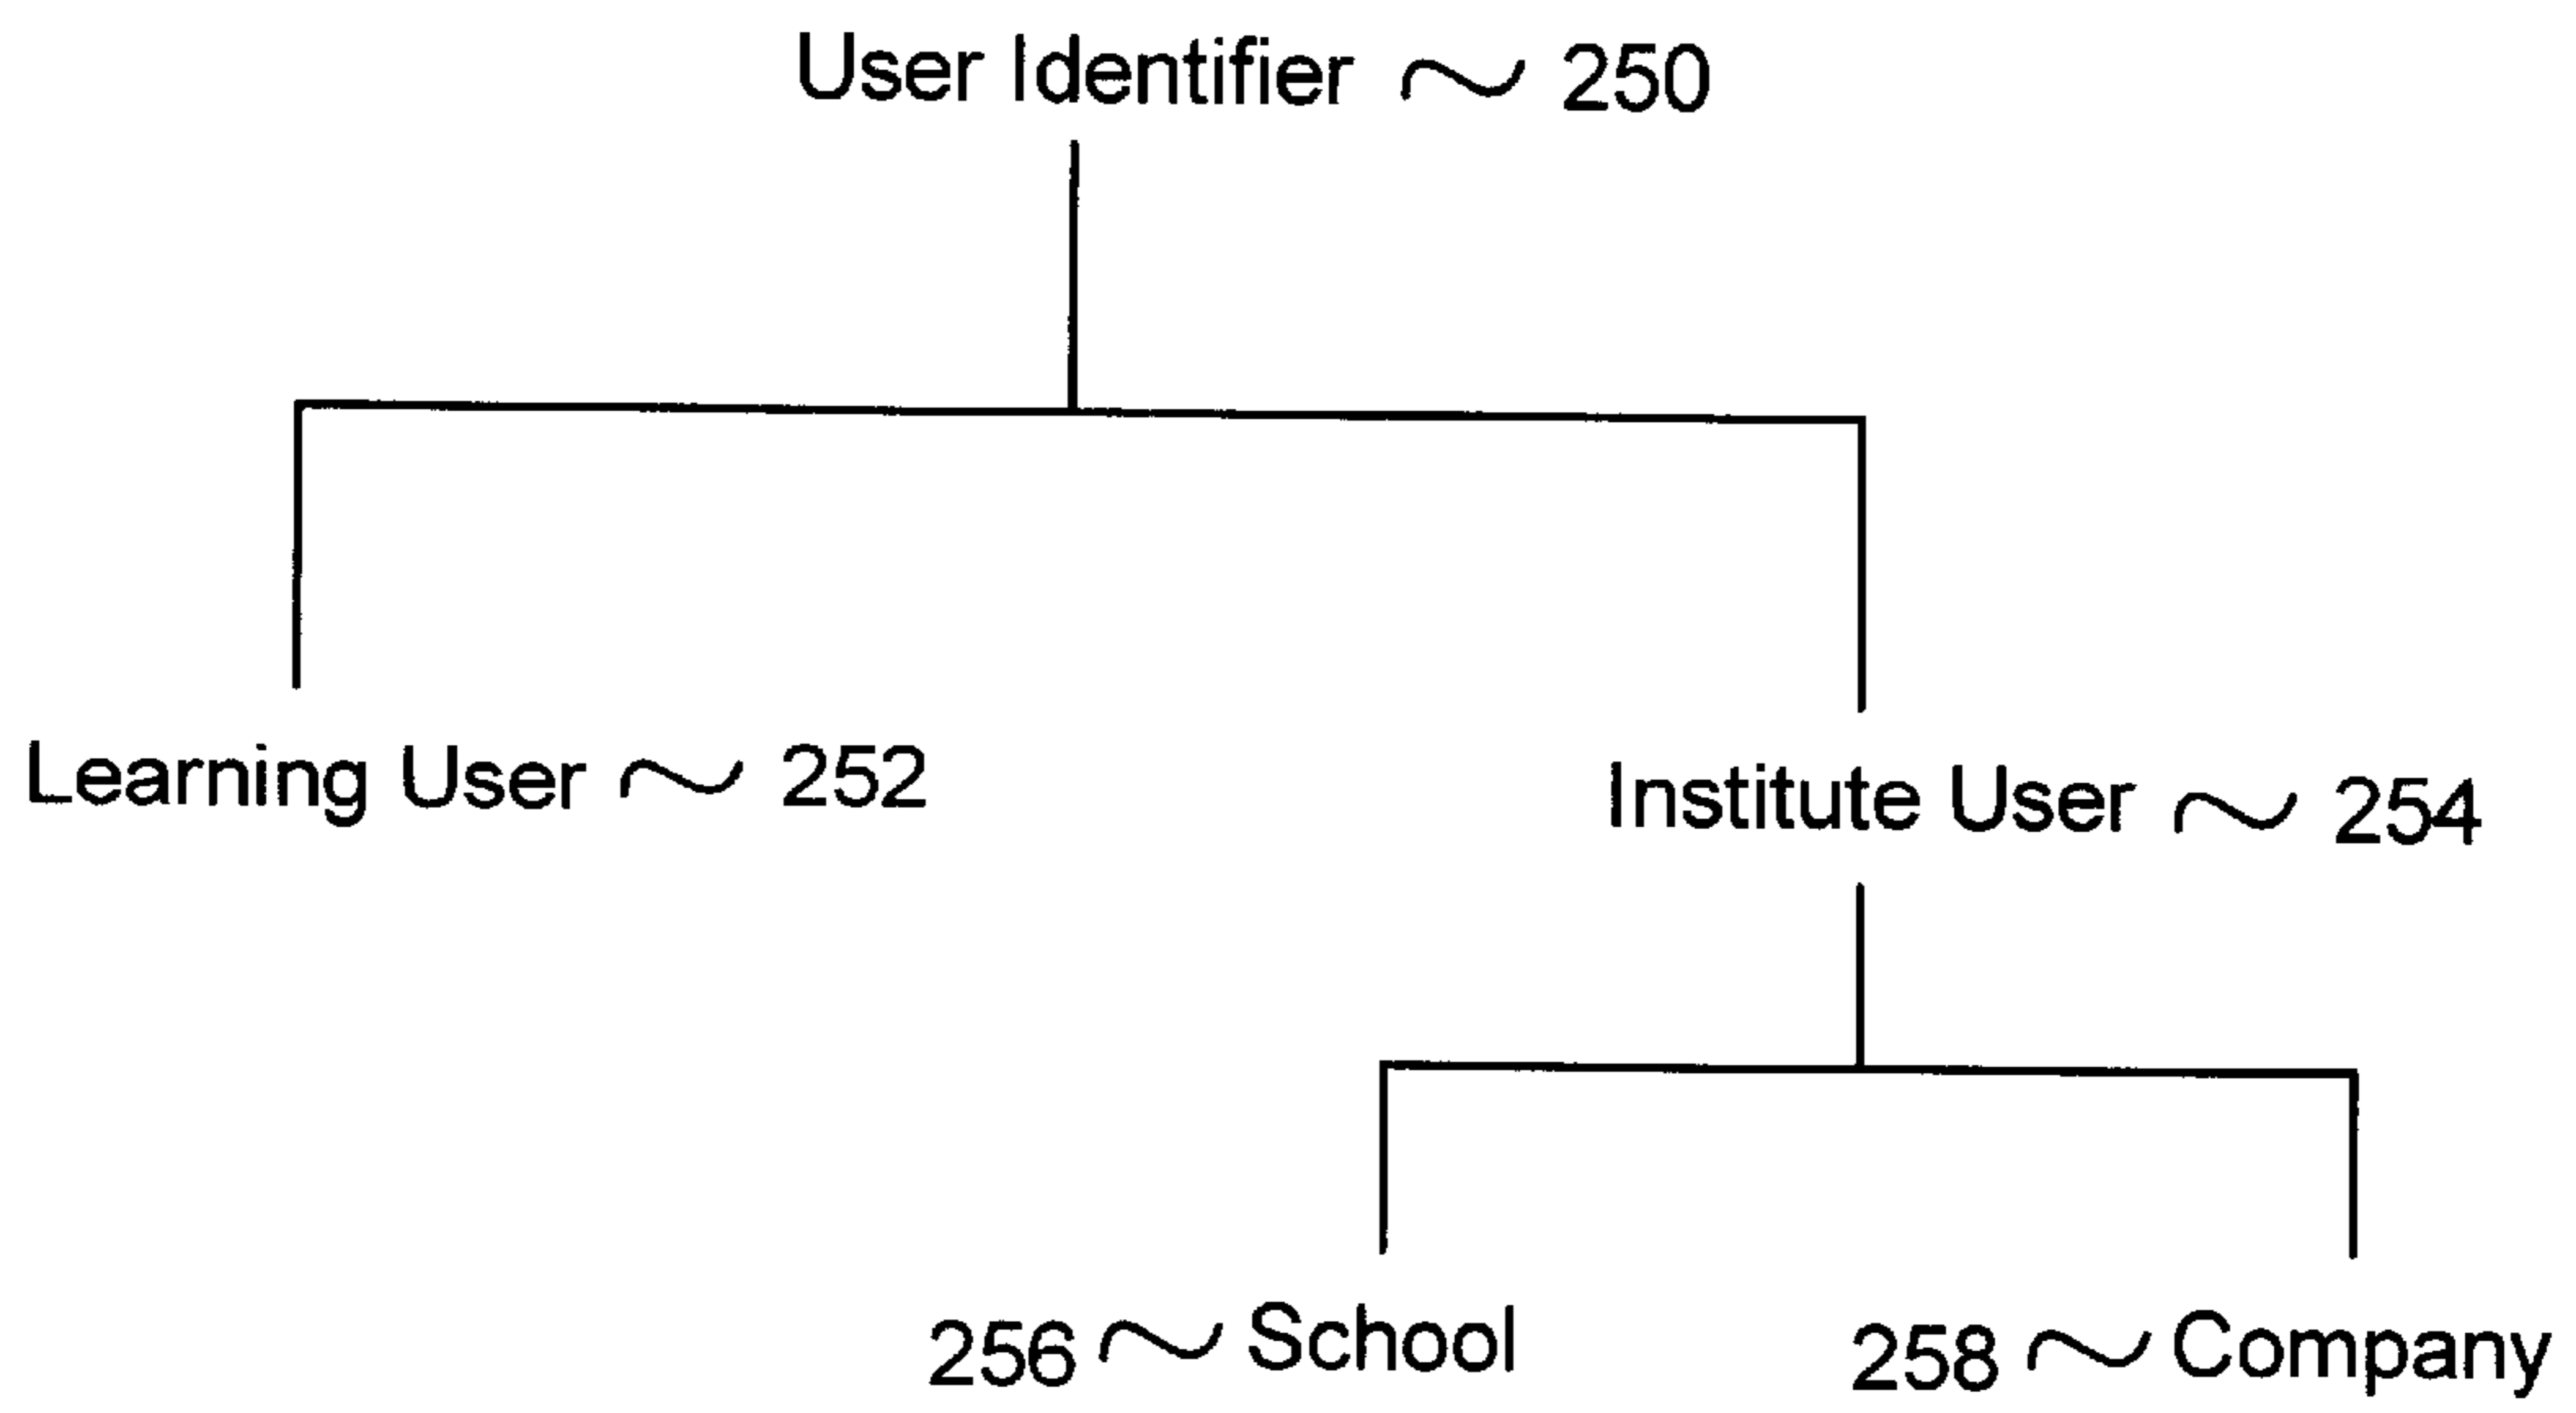 User Identifier 250
Learning User 252
Institute User 254
256 School
258 Company